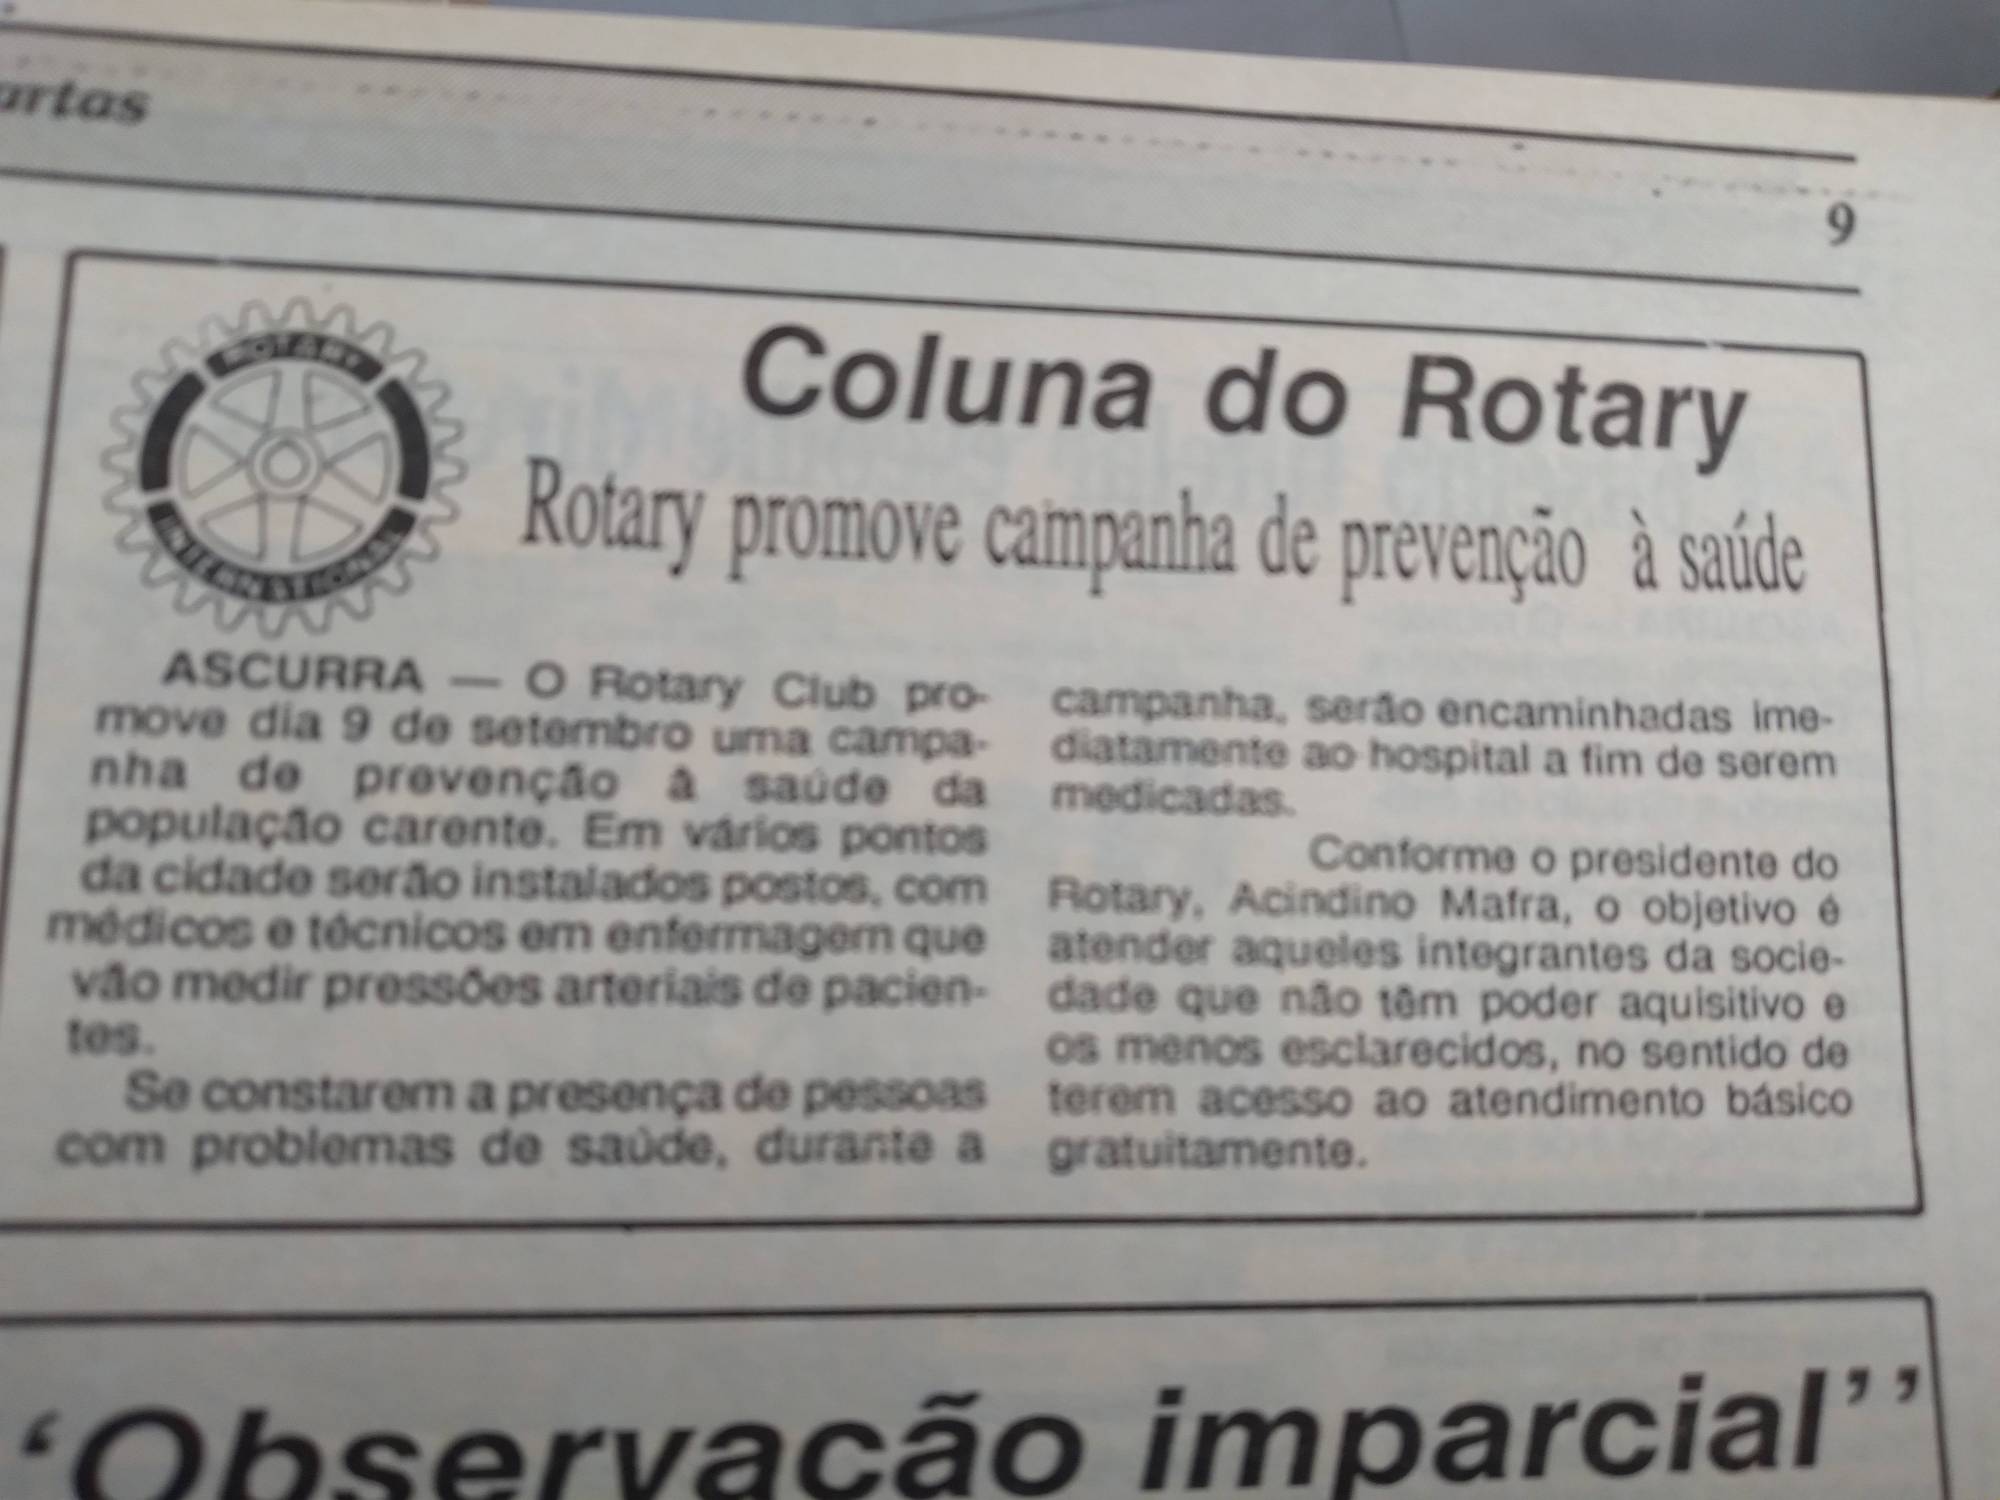 artas
9
ROTARY
INTERNATIONAL
Coluna do Rotary
Rotary promove campanha de prevenção à saúde
ASCURRA — O Rotary Club pro-
move dia 9 de setembro uma campa-
nha de prevenção à saúde da
população carente. Em vários pontos
da cidade serão instalados postos, com
médicos e técnicos em enfermagem que
vão medir pressões arteriais de pacien-
tes.
Se constarem a presença de pessoas
com problemas de saúde, durante a
campanha, serão encaminhadas ime-
diatamente ao hospital a fim de serem
medicadas.
Conforme o presidente do
Rotary, Acindino Mafra, o objetivo é
atender aqueles integrantes da socie-
dade que não têm poder aquisitivo e
os menos esclarecidos, no sentido de
terem acesso ao atendimento básico
gratuitamente.
‘Observação imparcial’’